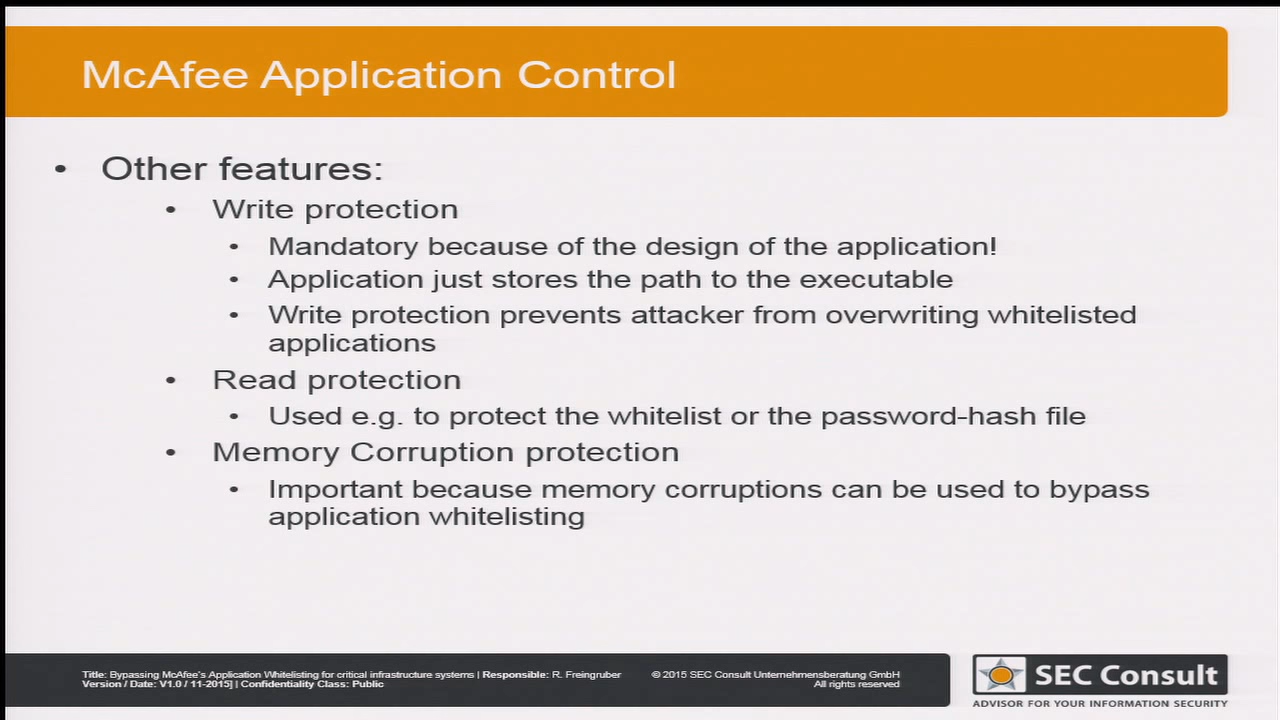 McAfee Application Control
• Other features:
• Write protection
• Mandatory because of the design of the application!
• Application just stores the path to the executable
• Write protection prevents attacker from overwriting whitelisted
applications
• Read protection
• Used e.g. to protect the whitelist or the password-hash file
• Memory Corruption protection
• Important because memory corruptions can be used to bypass
application whitelisting
Title: Bypassing McAfee's Application Whitelisting for critical infrastructure systems | Responsible: R. Freingruber
Version / Date: V1.0 / 11-2015] | Confidentiality Class: Public
© 2015 SEC Consult Unternehmensberatung GmbH
All rights reserved
SEC Consult
ADVISOR FOR YOUR INFORMATION SECURITY